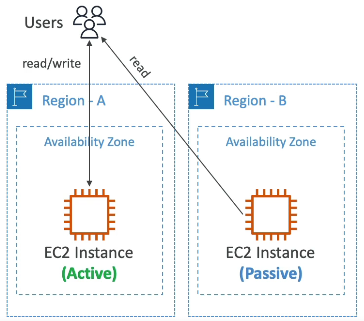 Users
read/write
read
Region - A
Region - B
Availability Zone
Availability Zone
EC2 Instance
(Active)
EC2 Instance
(Passive)